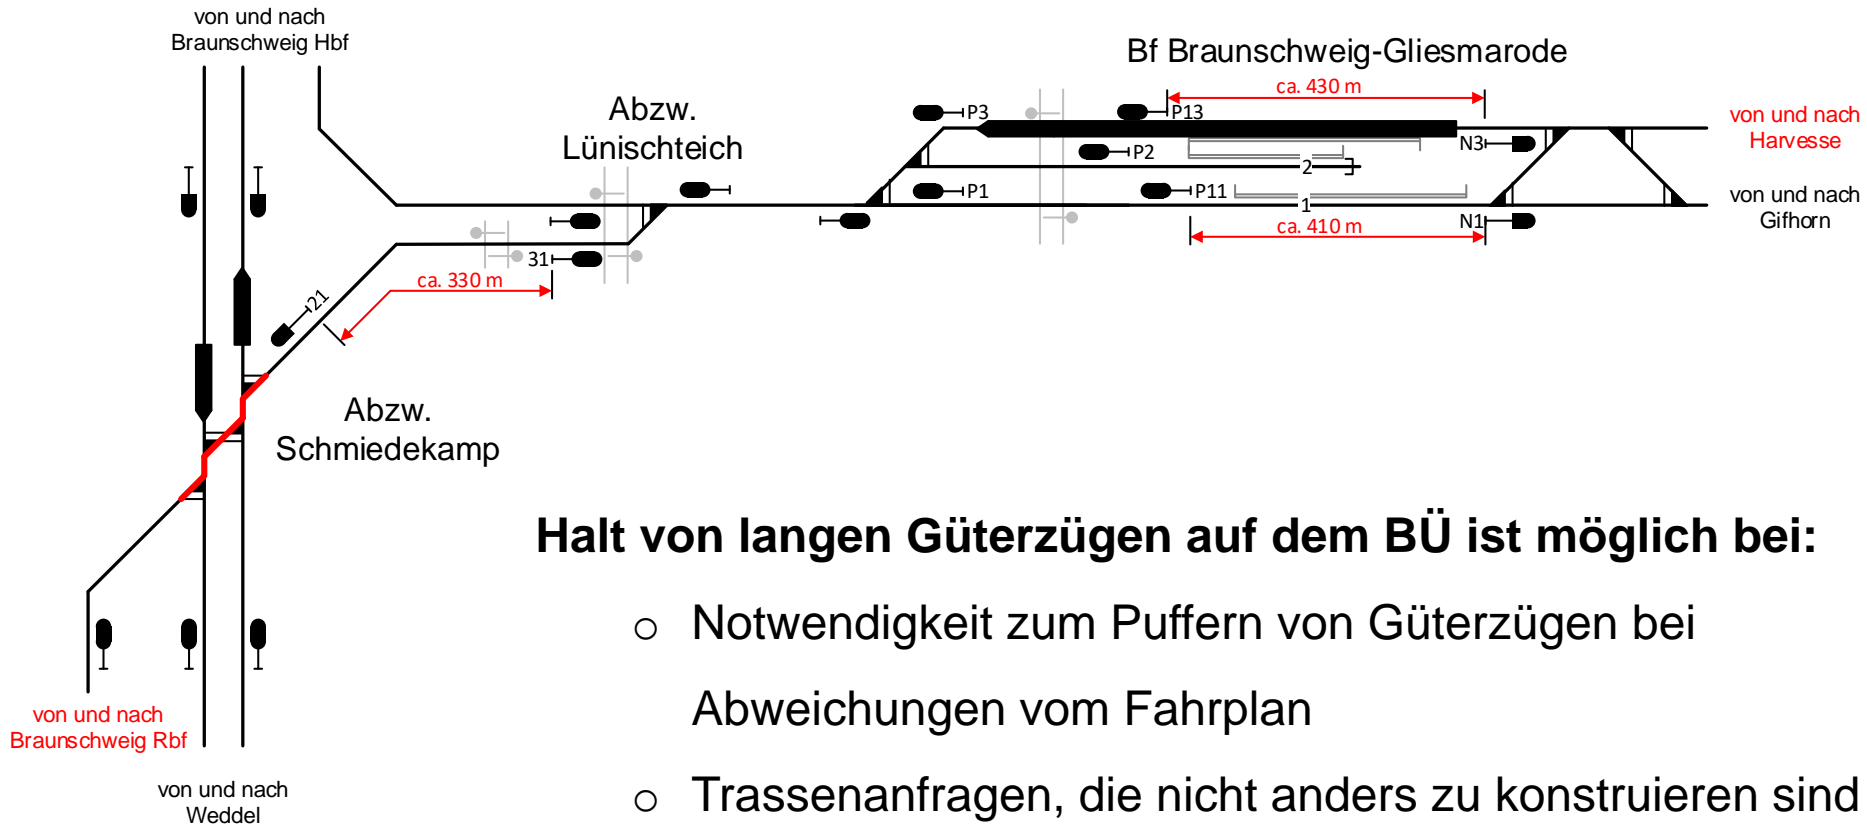 von und nach
Braunschweig Hbf
Bf Braunschweig-Gliesmarode
ca. 430 m
Abzw.
Lünischteich
P3
P13
von und nach
Harvesse
N3
P2
2
P1
P11
1
von und nach
Gifhorn
N1
ca. 410 m
31
ca. 330 m
21
Abzw.
Schmiedekamp
Halt von langen Güterzügen auf dem BÜ ist möglich bei:
o Notwendigkeit zum Puffern von Güterzügen bei
Abweichungen vom Fahrplan
o Trassenanfragen, die nicht anders zu konstruieren sind
von und nach
Braunschweig Rbf
von und nach
Weddel